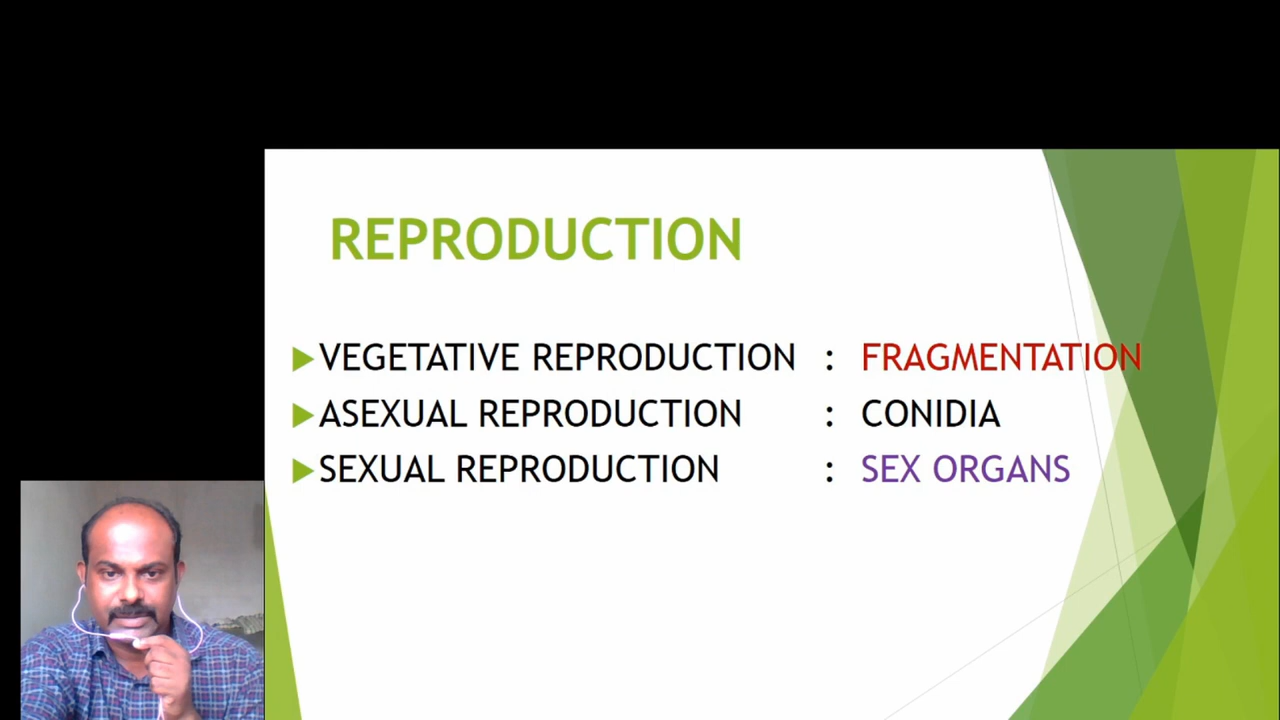 REPRODUCTION
VEGETATIVE REPRODUCTION : FRAGMENTATION
ASEXUAL REPRODUCTION : CONIDIA
SEXUAL REPRODUCTION : SEX ORGANS